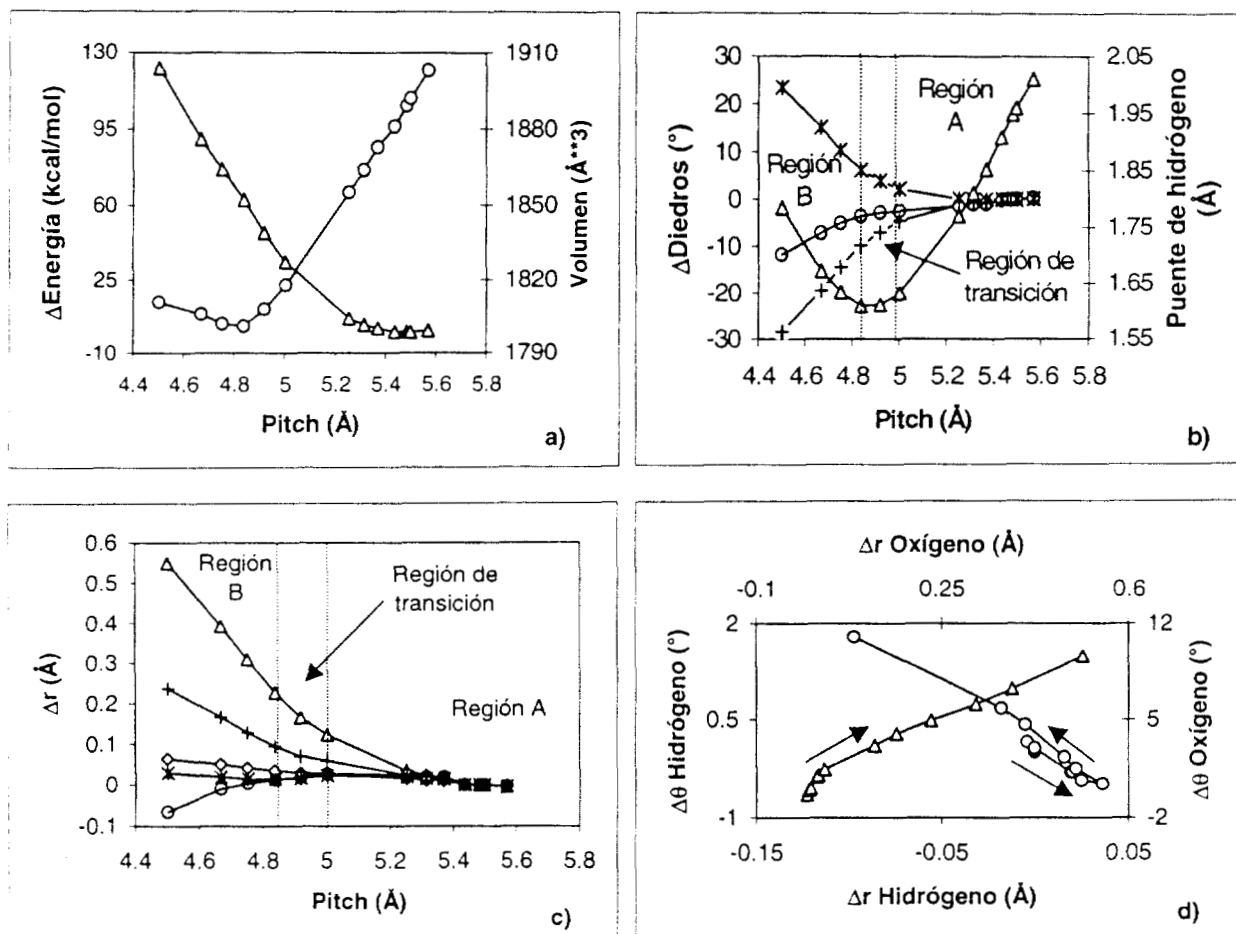 130
95
60
25
-10
ΔEnergía (kcal/mol)
1910
1880
1850
1820
1790
Volumen (Å**3)
4.4 4.6 4.8 5 5.2 5.4 5.6 5.8
Pitch (Å)
a)
30
20
10
0
-10
-20
-30
ΔDiedros (°)
Región
A
Región
B
Región de
transición
2.05
1.95
1.85
1.75
1.65
1.55
Puente de hidrógeno
(Å)
4.4 4.6 4.8 5 5.2 5.4 5.6 5.8
Pitch (Å)
b)
0.6
0.5
0.4
0.3
0.2
0.1
0
-0.1
Δr (Å)
Región
B
Región de
transición
Región A
4.4 4.6 4.8 5 5.2 5.4 5.6 5.8
Pitch (Å)
c)
Δr Oxígeno (Å)
-0.1 0.25 0.6
2
0.5
-1
Δθ Hidrógeno (°)
12
5
-2
Δθ Oxígeno (°)
-0.15 -0.05 0.05
Δr Hidrógeno (Å)
d)